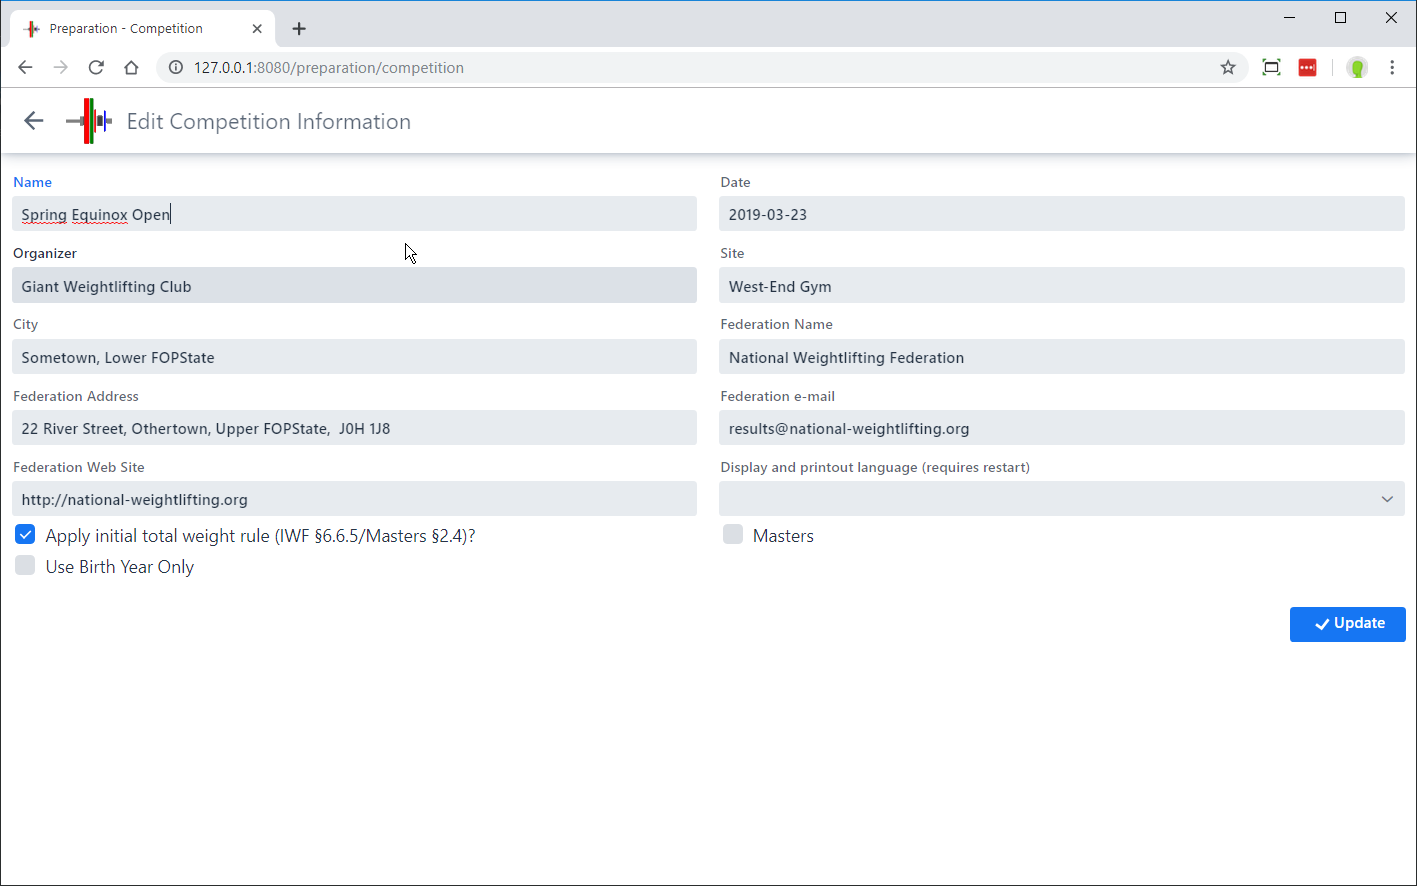 Preparation - Competition
127.0.0.1:8080/preparation/competition
Edit Competition Information
Name
Date
Spring Equinox Open
2019-03-23
Organizer
Site
Giant Weightlifting Club
West-End Gym
City
Federation Name
Sometown, Lower FOPState
National Weightlifting Federation
Federation Address
Federation e-mail
22 River Street, Othertown, Upper FOPState,  J0H 1J8
results@national-weightlifting.org
Federation Web Site
Display and printout language (requires restart)
http://national-weightlifting.org
Apply initial total weight rule (IWF §6.6.5/Masters §2.4)?
Masters
Use Birth Year Only
Update